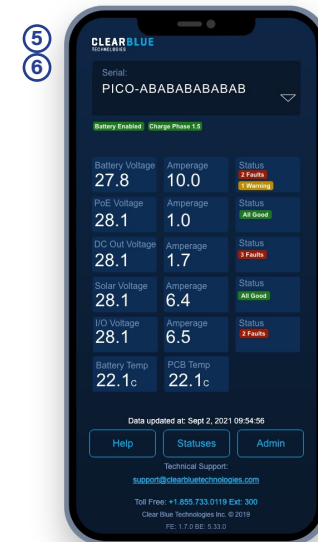 5
6
CLEARBLUE
TECHNOLOGIES
Serial:
PICO-ABABABABABAB
Battery Enabled Charge Phase 1.5
Battery Voltage Amperage Status
27.8 10.0 2 Faults
1 Warning
PoE Voltage Amperage Status
28.1 1.0 All Good
DC Out Voltage Amperage Status
28.1 1.7 3 Faults
Solar Voltage Amperage Status
28.1 6.4 All Good
I/O Voltage Amperage Status
28.1 6.5 2 Faults
Battery Temp PCB Temp
22.1c 22.1c
Data updated at: Sept 2, 2021 09:54:56
Help Statuses Admin
Technical Support:
support@clearbluetechnologies.com
Toll Free: +1.855.733.0119 Ext: 300
Clear Blue Technologies Inc. © 2019
FE: 1.7.0 BE: 5.33.0